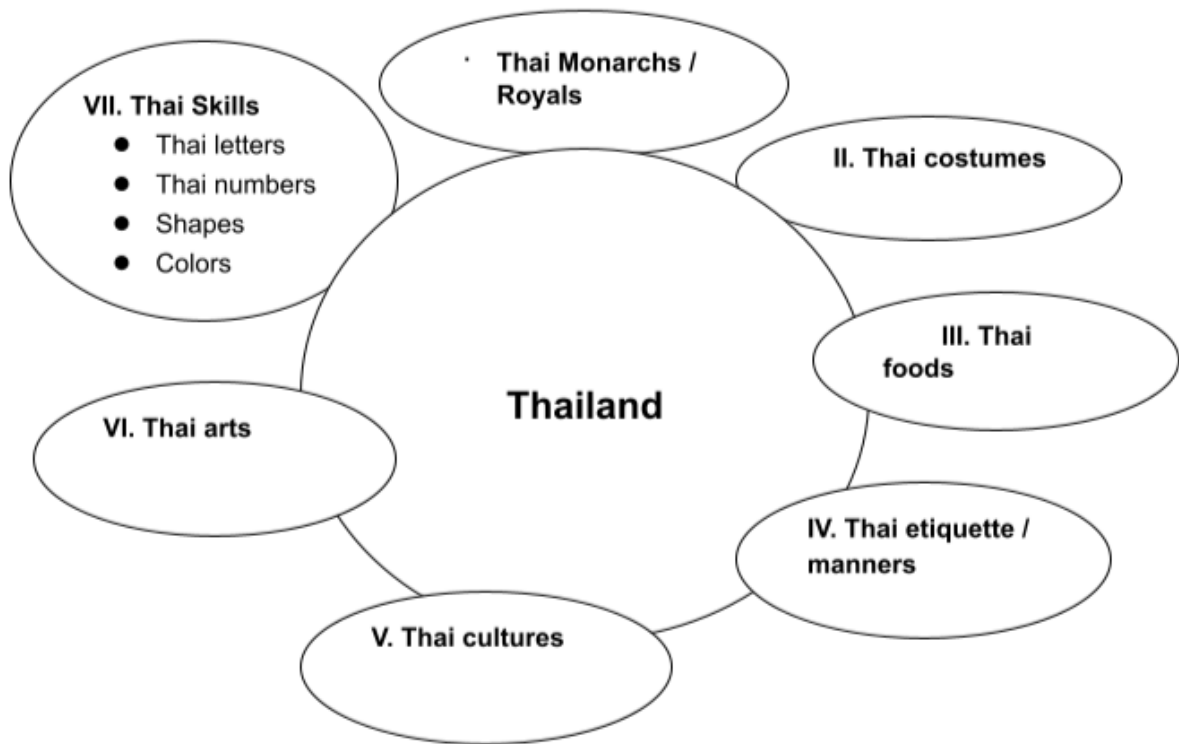 · Thai Monarchs /
Royals
II. Thai costumes
III. Thai
foods
IV. Thai etiquette /
manners
V. Thai cultures
VI. Thai arts
VII. Thai Skills
● Thai letters
● Thai numbers
● Shapes
● Colors
Thailand